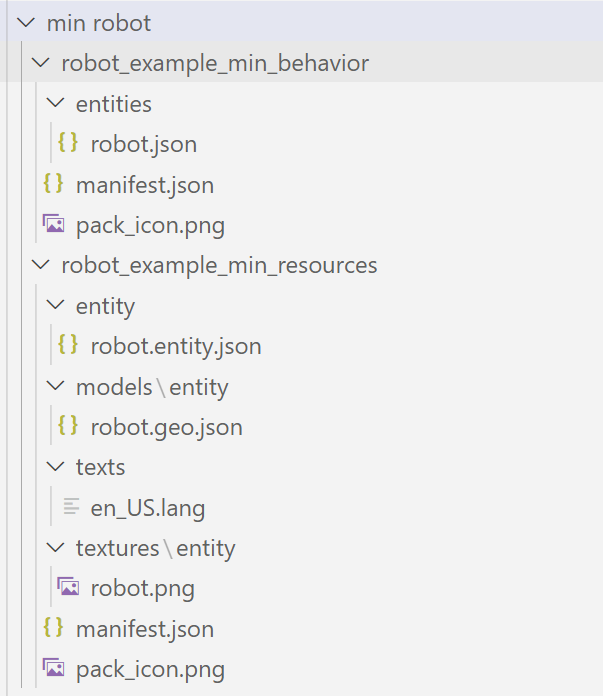 min robot
robot_example_min_behavior
entities
{ } robot.json
{ } manifest.json
pack_icon.png
robot_example_min_resources
entity
{ } robot.entity.json
models\entity
{ } robot.geo.json
texts
en_US.lang
textures\entity
robot.png
{ } manifest.json
pack_icon.png